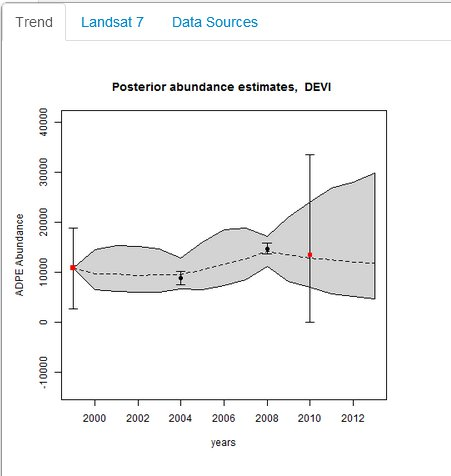 Trend Landsat 7 Data Sources
Posterior abundance estimates, DEVI
ADPE Abundance
40000
30000
20000
10000
0
-10000
2000 2002 2004 2006 2008 2010 2012
years